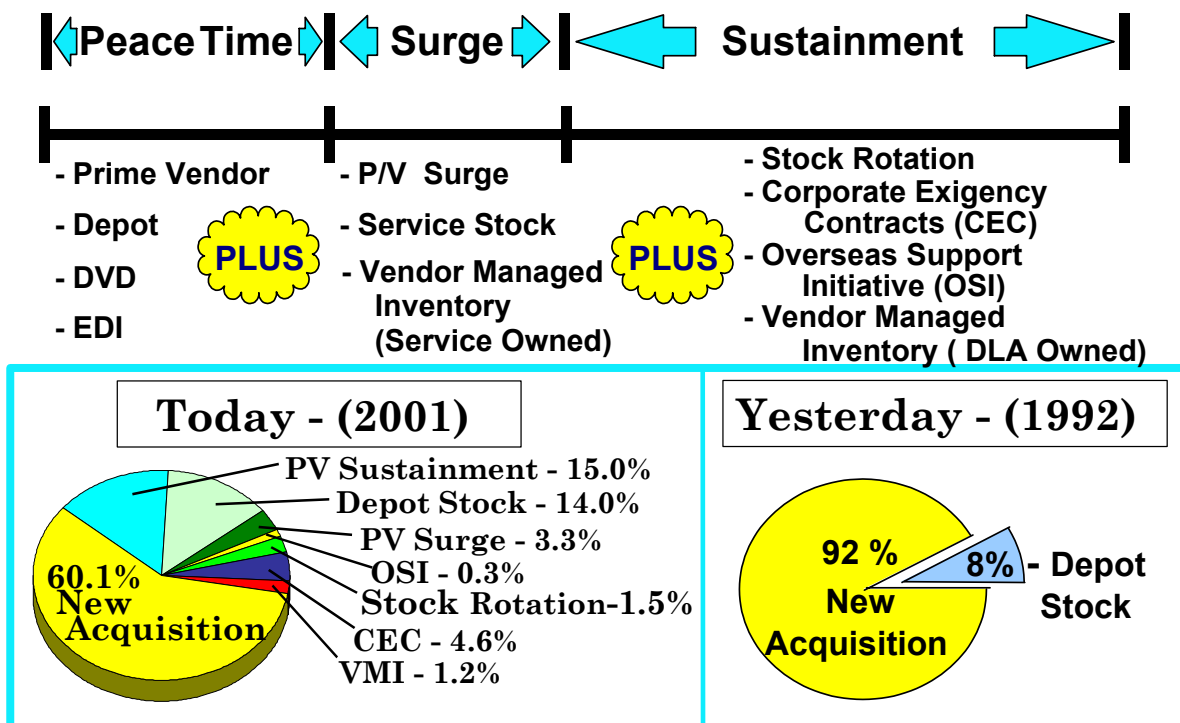 Peace Time
Surge
Sustainment
- Prime Vendor
- Depot
- DVD
- EDI
PLUS
- P/V Surge
- Service Stock
- Vendor Managed
Inventory
(Service Owned)
PLUS
- Stock Rotation
- Corporate Exigency
Contracts (CEC)
- Overseas Support
Initiative (OSI)
- Vendor Managed
Inventory ( DLA Owned)
Today - (2001)
PV Sustainment - 15.0%
Depot Stock - 14.0%
PV Surge - 3.3%
OSI - 0.3%
Stock Rotation-1.5%
CEC - 4.6%
VMI - 1.2%
60.1%
New
Acquisition
Yesterday - (1992)
92 %
New
Acquisition
8% - Depot
Stock